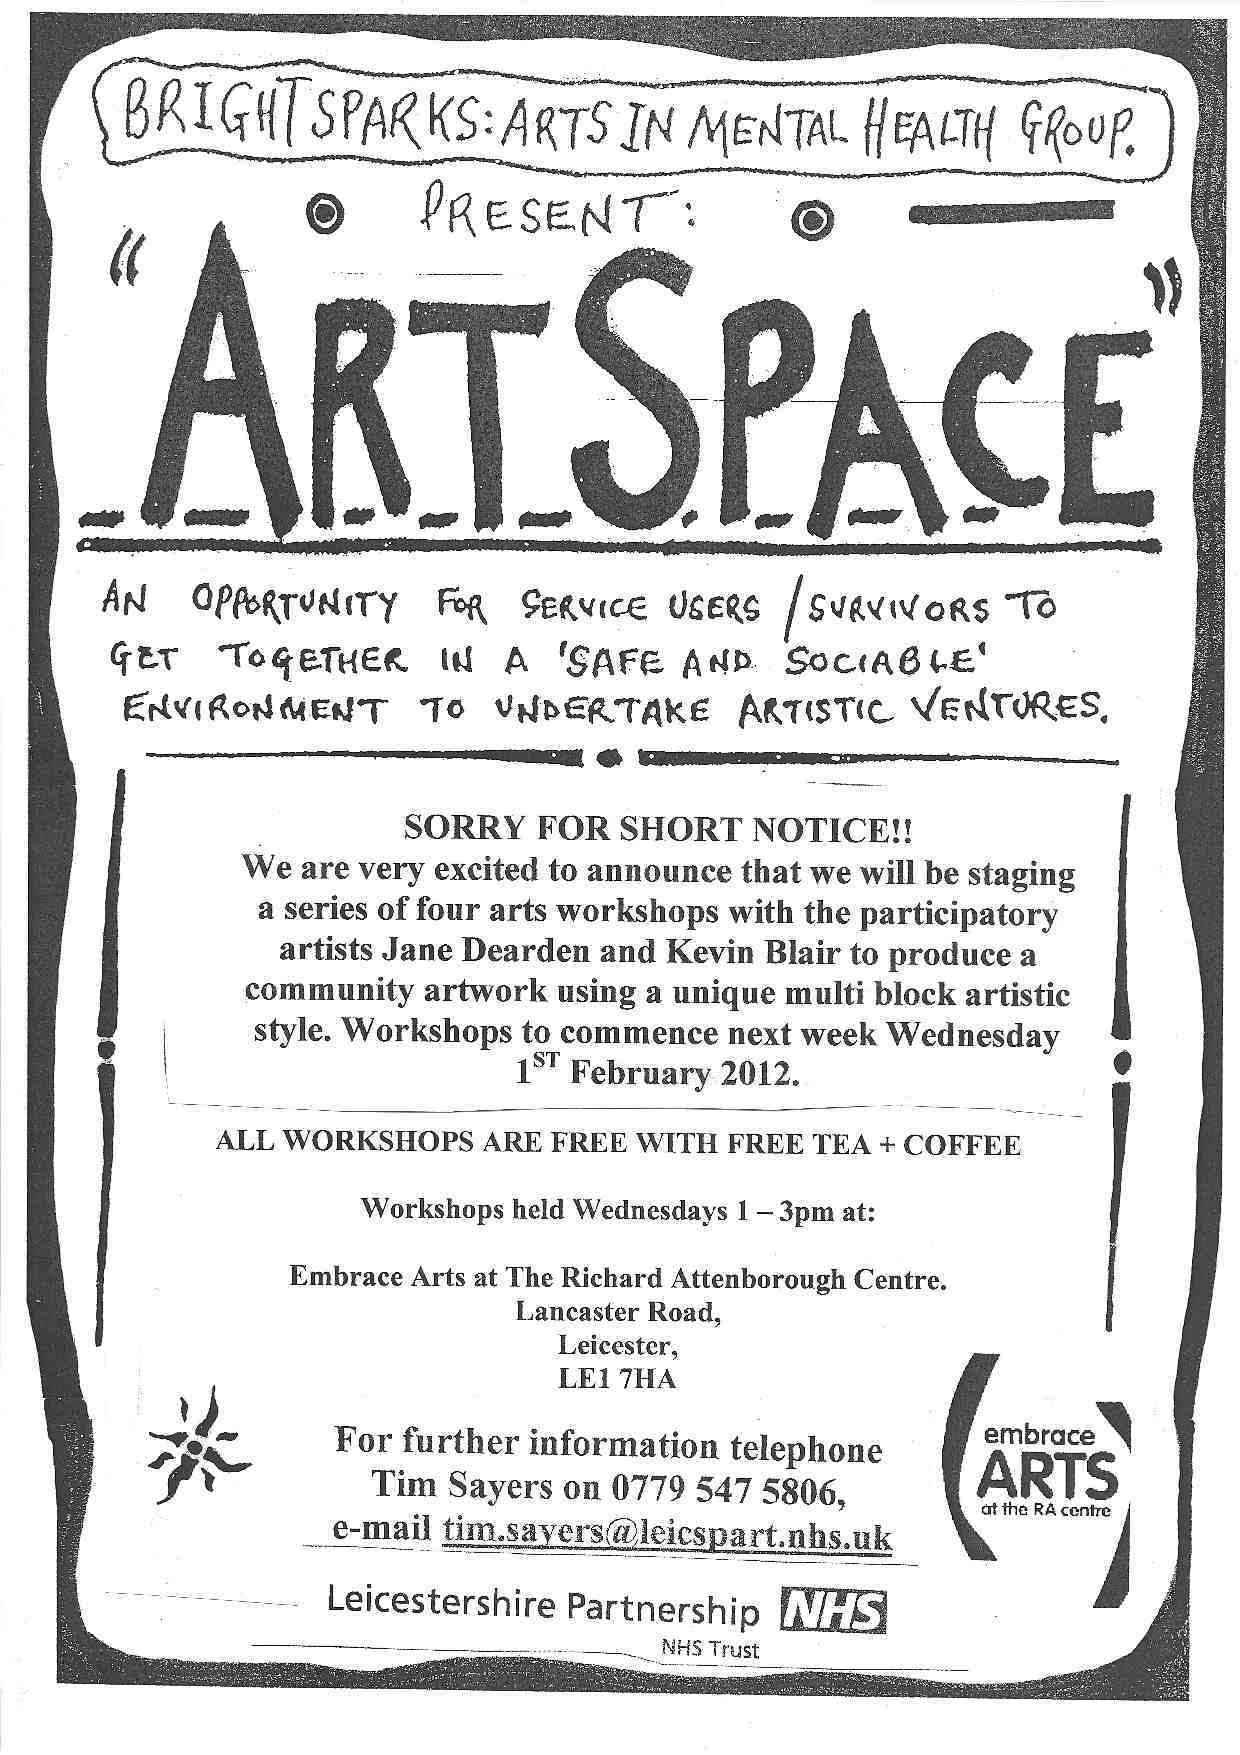 BRIGHT SPARKS: ARTS IN MENTAL HEALTH GROUP.
PRESENT:
"ARTSPACE"
AN OPPORTUNITY FOR SERVICE USERS / SURVIVORS TO
GET TOGETHER IN A 'SAFE AND SOCIABLE'
ENVIRONMENT TO UNDERTAKE ARTISTIC VENTURES.
SORRY FOR SHORT NOTICE!!
We are very excited to announce that we will be staging
a series of four arts workshops with the participatory
artists Jane Dearden and Kevin Blair to produce a
community artwork using a unique multi block artistic
style. Workshops to commence next week Wednesday
1ST February 2012.
ALL WORKSHOPS ARE FREE WITH FREE TEA + COFFEE
Workshops held Wednesdays 1 – 3pm at:
Embrace Arts at The Richard Attenborough Centre.
Lancaster Road,
Leicester,
LE1 7HA
For further information telephone
Tim Sayers on 0779 547 5806,
e-mail tim.sayers@leicspart.nhs.uk
embrace
ARTS
at the RA centre
Leicestershire Partnership NHS
NHS Trust